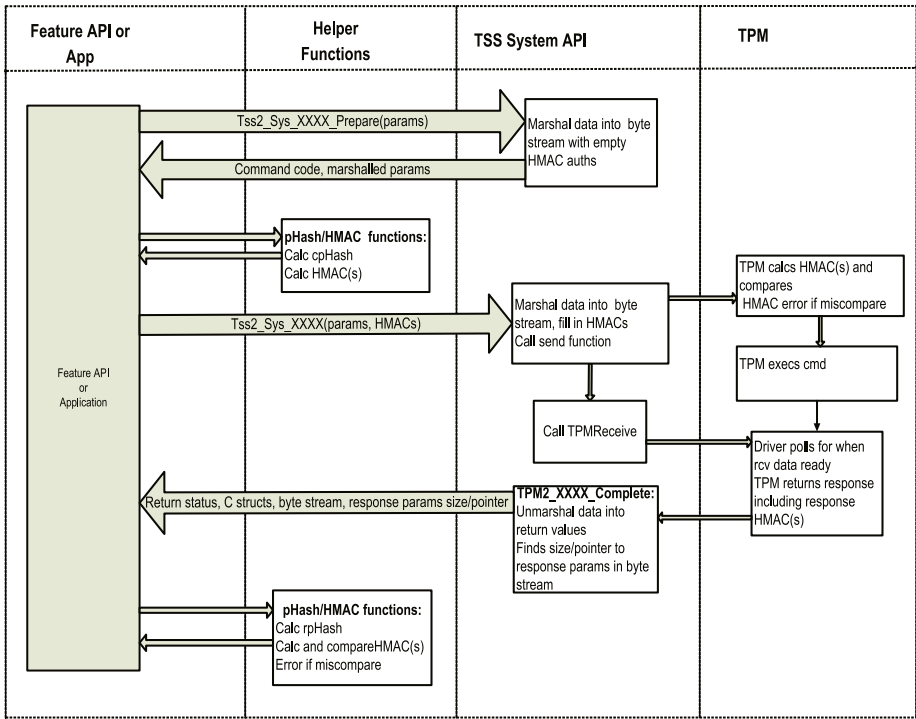 Feature API or
App
Helper
Functions
TSS System API
TPM
Tss2_Sys_XXXX_Prepare(params)
Marshal data into byte
stream with empty
HMAC auths
Command code, marshalled params
pHash/HMAC functions:
Calc cpHash
Calc HMAC(s)
TPM calcs HMAC(s) and
compares
HMAC error if miscompare
Tss2_Sys_XXXX(params, HMACs)
Marshal data into byte
stream, fill in HMACs
Call send function
TPM execs cmd
Feature API
or
Application
Call TPMReceive
Driver polls for when
rcv data ready
TPM returns response
including response
HMAC(s)
Return status, C structs, byte stream, response params size/pointer
TPM2_XXXX_Complete:
Unmarshal data into
return values
Finds size/pointer to
response params in byte
stream
pHash/HMAC functions:
Calc rpHash
Calc and compareHMAC(s)
Error if miscompare